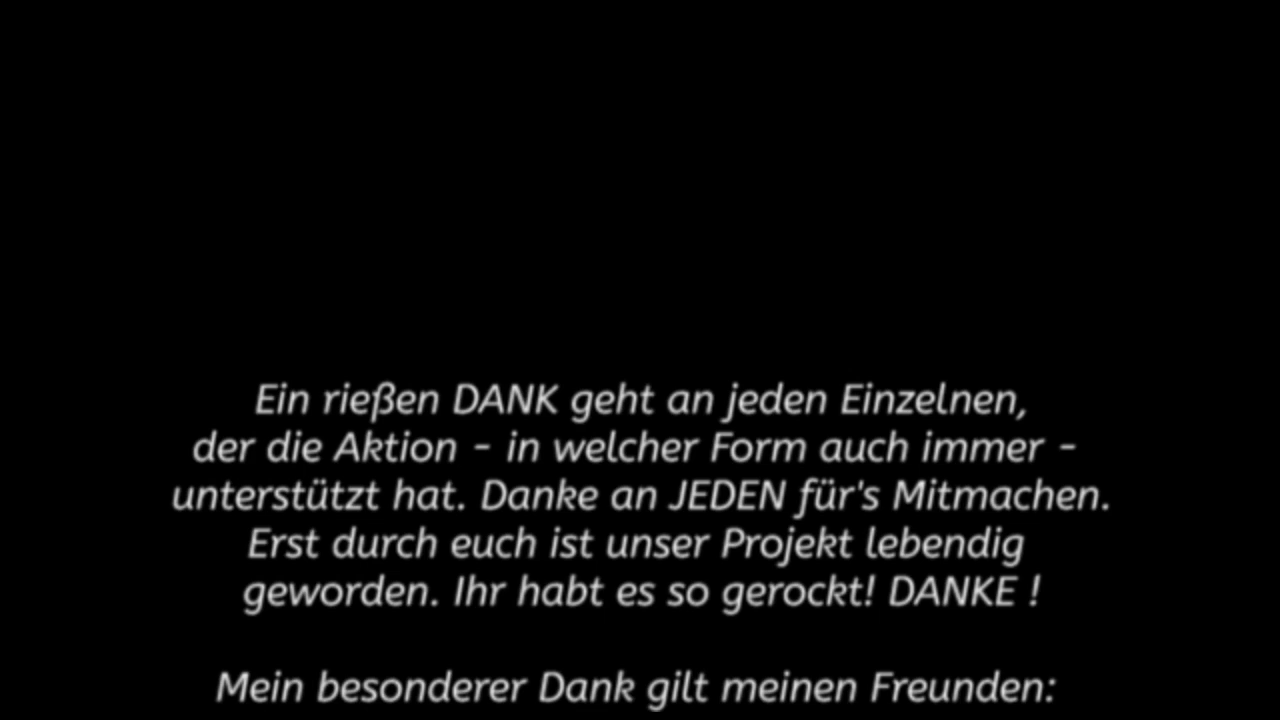 Ein rießen DANK geht an jeden Einzelnen,
der die Aktion - in welcher Form auch immer -
unterstützt hat. Danke an JEDEN für's Mitmachen.
Erst durch euch ist unser Projekt lebendig
geworden. Ihr habt es so gerockt! DANKE !
Mein besonderer Dank gilt meinen Freunden: